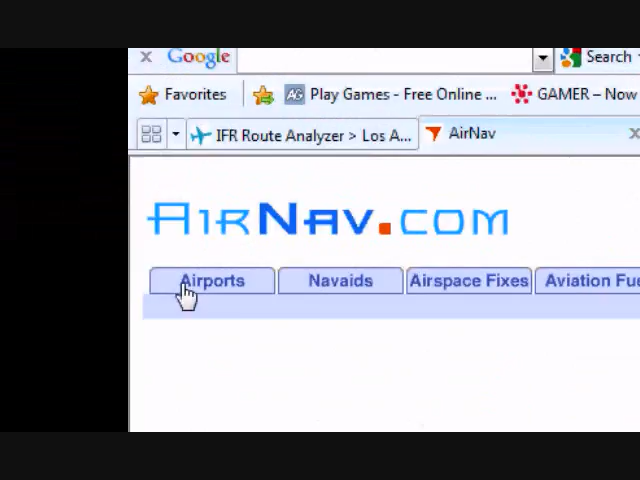 Google Search
Favorites Play Games - Free Online ... GAMER – Now
IFR Route Analyzer > Los A... AirNav
AirNav.com
Airports Navaids Airspace Fixes Aviation Fue